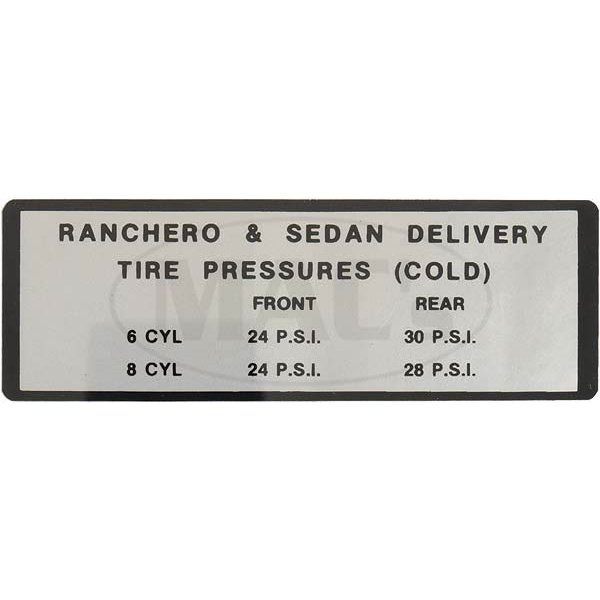 RANCHERO & SEDAN DELIVERY
TIRE PRESSURES (COLD)
FRONT REAR
6 CYL 24 P.S.I. 30 P.S.I.
8 CYL 24 P.S.I. 28 P.S.I.
MAC'S